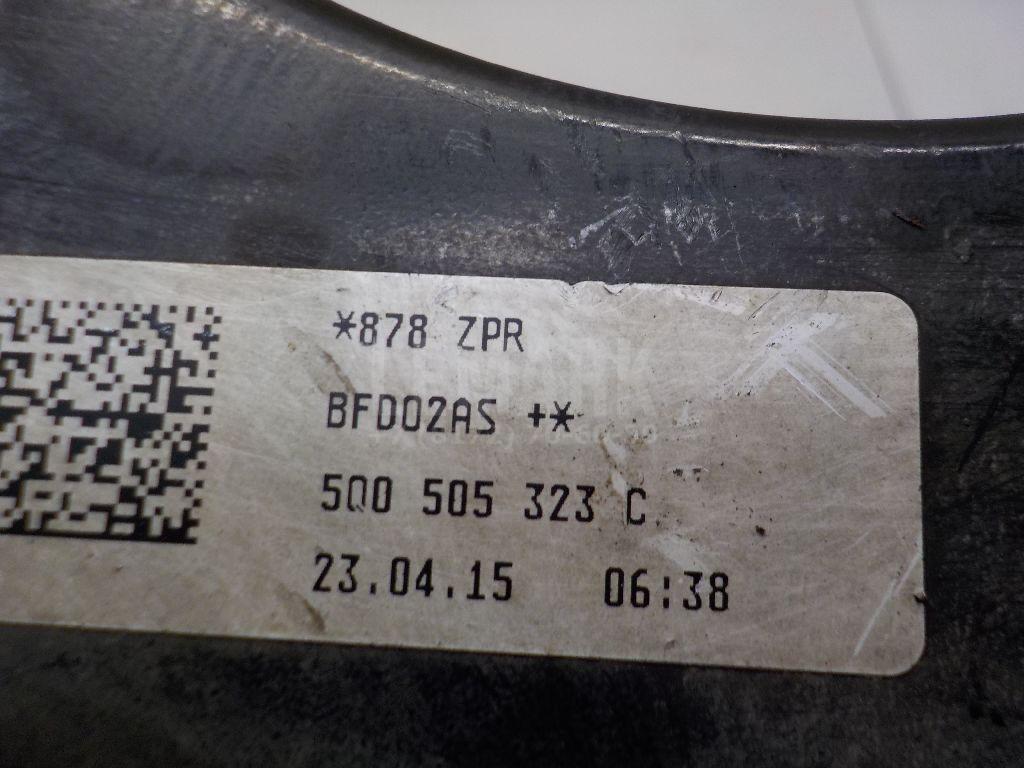 *878 ZPR
BFD02AS +*
5Q0 505 323 C
23.04.15 06:38